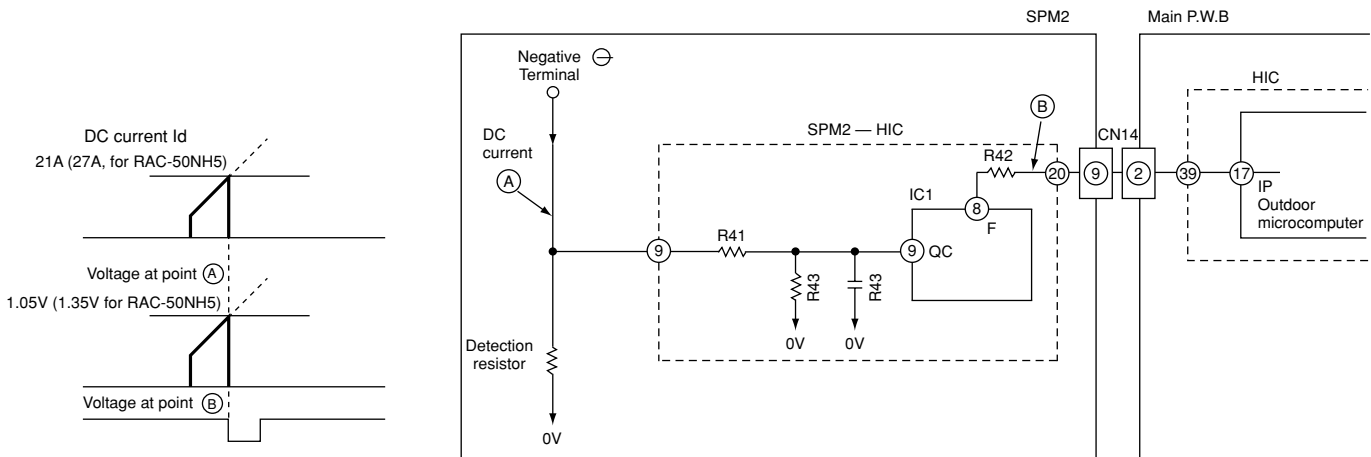 DC current Id
21A (27A, for RAC-50NH5)
Voltage at point A
1.05V (1.35V for RAC-50NH5)
Voltage at point B
SPM2
Main P.W.B
Negative ⊖
Terminal
DC
current
A
Detection
resistor
0V
SPM2 — HIC
9
R41
R43
0V
R43
0V
IC1
9 QC
8
F
R42
B
20
CN14
9
2
HIC
39
17
IP
Outdoor
microcomputer